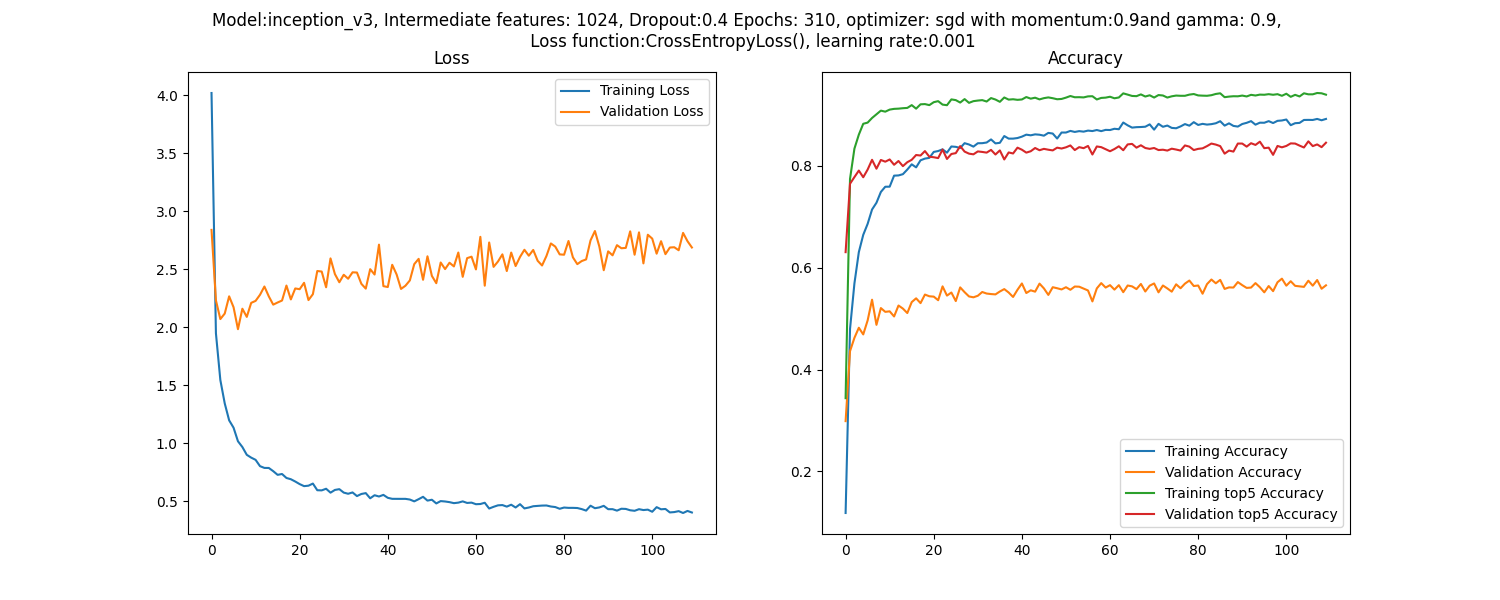 Model:inception_v3, Intermediate features: 1024, Dropout:0.4 Epochs: 310, optimizer: sgd with momentum:0.9and gamma: 0.9,
Loss function:CrossEntropyLoss(), learning rate:0.001
Loss
Training Loss
Validation Loss
4.0
3.5
3.0
2.5
2.0
1.5
1.0
0.5
0 20 40 60 80 100
Accuracy
0.8
0.6
0.4
0.2
Training Accuracy
Validation Accuracy
Training top5 Accuracy
Validation top5 Accuracy
0 20 40 60 80 100